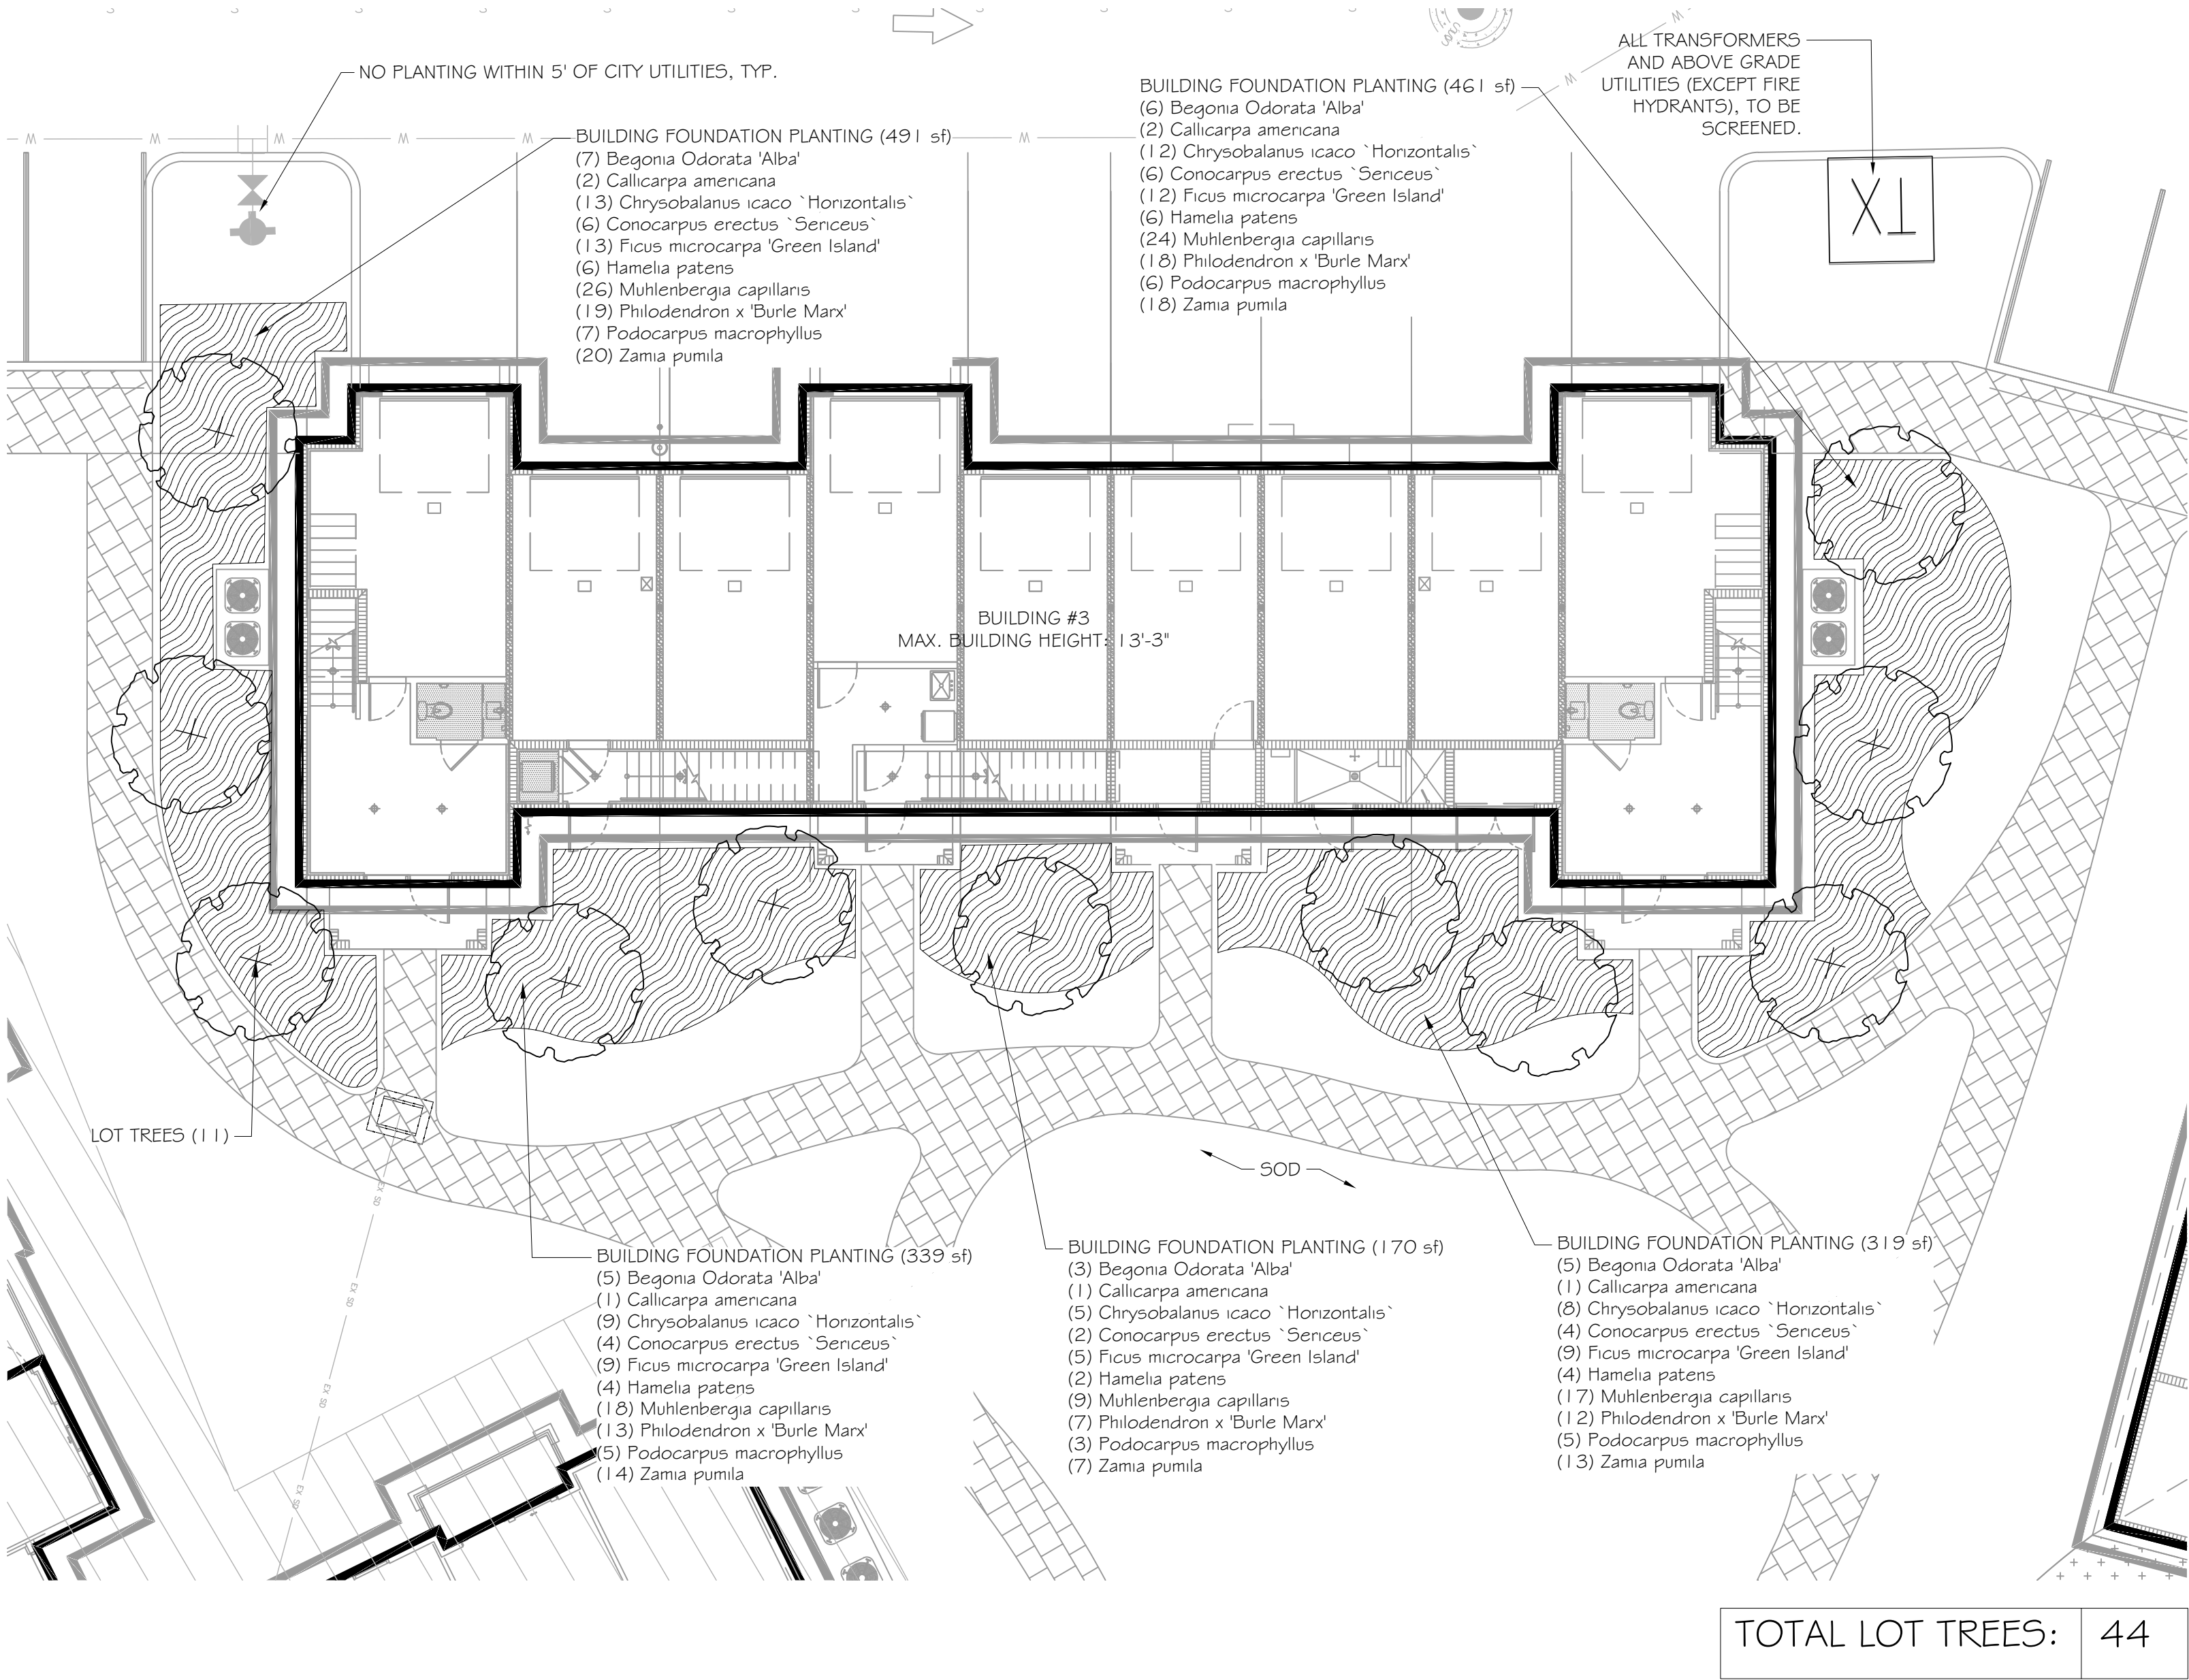 NO PLANTING WITHIN 5' OF CITY UTILITIES, TYP.
ALL TRANSFORMERS
AND ABOVE GRADE
UTILITIES (EXCEPT FIRE
HYDRANTS), TO BE
SCREENED.
TX
BUILDING FOUNDATION PLANTING (491 sf)
(7) Begonia Odorata 'Alba'
(2) Callicarpa americana
(13) Chrysobalanus icaco `Horizontalis`
(6) Conocarpus erectus `Sericeus`
(13) Ficus microcarpa 'Green Island'
(6) Hamelia patens
(26) Muhlenbergia capillaris
(19) Philodendron x 'Burle Marx'
(7) Podocarpus macrophyllus
(20) Zamia pumila
BUILDING FOUNDATION PLANTING (461 sf)
(6) Begonia Odorata 'Alba'
(2) Callicarpa americana
(12) Chrysobalanus icaco `Horizontalis`
(6) Conocarpus erectus `Sericeus`
(12) Ficus microcarpa 'Green Island'
(6) Hamelia patens
(24) Muhlenbergia capillaris
(18) Philodendron x 'Burle Marx'
(6) Podocarpus macrophyllus
(18) Zamia pumila
W W W W W W W W
BUILDING #3
MAX. BUILDING HEIGHT: 13'-3"
LOT TREES (11)
SOD
EX SD
EX SD
EX SD
EX SD
BUILDING FOUNDATION PLANTING (339 sf)
(5) Begonia Odorata 'Alba'
(1) Callicarpa americana
(9) Chrysobalanus icaco `Horizontalis`
(4) Conocarpus erectus `Sericeus`
(9) Ficus microcarpa 'Green Island'
(4) Hamelia patens
(18) Muhlenbergia capillaris
(13) Philodendron x 'Burle Marx'
(5) Podocarpus macrophyllus
(14) Zamia pumila
BUILDING FOUNDATION PLANTING (170 sf)
(3) Begonia Odorata 'Alba'
(1) Callicarpa americana
(5) Chrysobalanus icaco `Horizontalis`
(2) Conocarpus erectus `Sericeus`
(5) Ficus microcarpa 'Green Island'
(2) Hamelia patens
(9) Muhlenbergia capillaris
(7) Philodendron x 'Burle Marx'
(3) Podocarpus macrophyllus
(7) Zamia pumila
BUILDING FOUNDATION PLANTING (319 sf)
(5) Begonia Odorata 'Alba'
(1) Callicarpa americana
(8) Chrysobalanus icaco `Horizontalis`
(4) Conocarpus erectus `Sericeus`
(9) Ficus microcarpa 'Green Island'
(4) Hamelia patens
(17) Muhlenbergia capillaris
(12) Philodendron x 'Burle Marx'
(5) Podocarpus macrophyllus
(13) Zamia pumila
TOTAL LOT TREES: 44